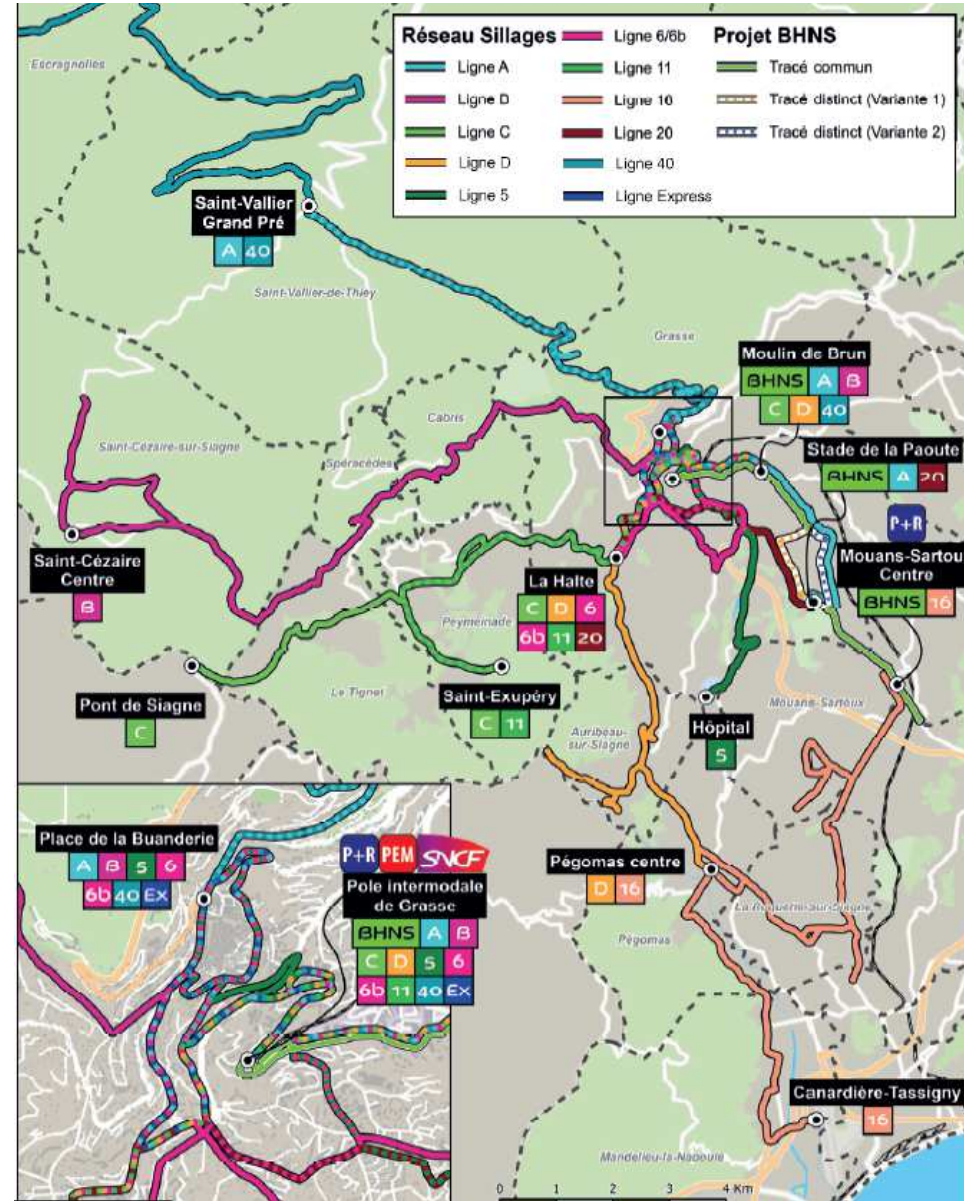 Réseau Sillages
Ligne A
Ligne B
Ligne C
Ligne D
Ligne 5
Ligne 6/6b
Ligne 11
Ligne 16
Ligne 20
Ligne 40
Ligne Express
Projet BHNS
Tracé commun
Tracé distinct (Variante 1)
Tracé distinct (Variante 2)
Escragnolles
Saint-Vallier
Grand Pré
A 40
Saint-Vallier-de-Thiey
Grasse
Moulin de Brun
BHNS A B
C D 40
Stade de la Paoute
BHNS A 20
P+R
Mouans-Sartou
Centre
BHNS 16
Cabris
Saint-Cézaire-sur-Siagne
Spéracèdes
Saint-Cézaire
Centre
B
La Halte
C D 6
6b 11 20
Peymeinade
Pont de Siagne
C
Le Tignet
Saint-Exupéry
C 11
Auribeau
-sur-Siagne
Hôpital
5
Mouans-Sartoux
Place de la Buanderie
A B 5 6
6b 40 Ex
P+R PEM SNCF
Pole intermodale
de Grasse
BHNS A B
C D 5 6
6b 11 40 Ex
Pégomas centre
D 16
La Roquette-sur-Siagne
Pégomas
Canardière-Tassigny
16
Mandelieu-la-Napoule
0 2 4 Km